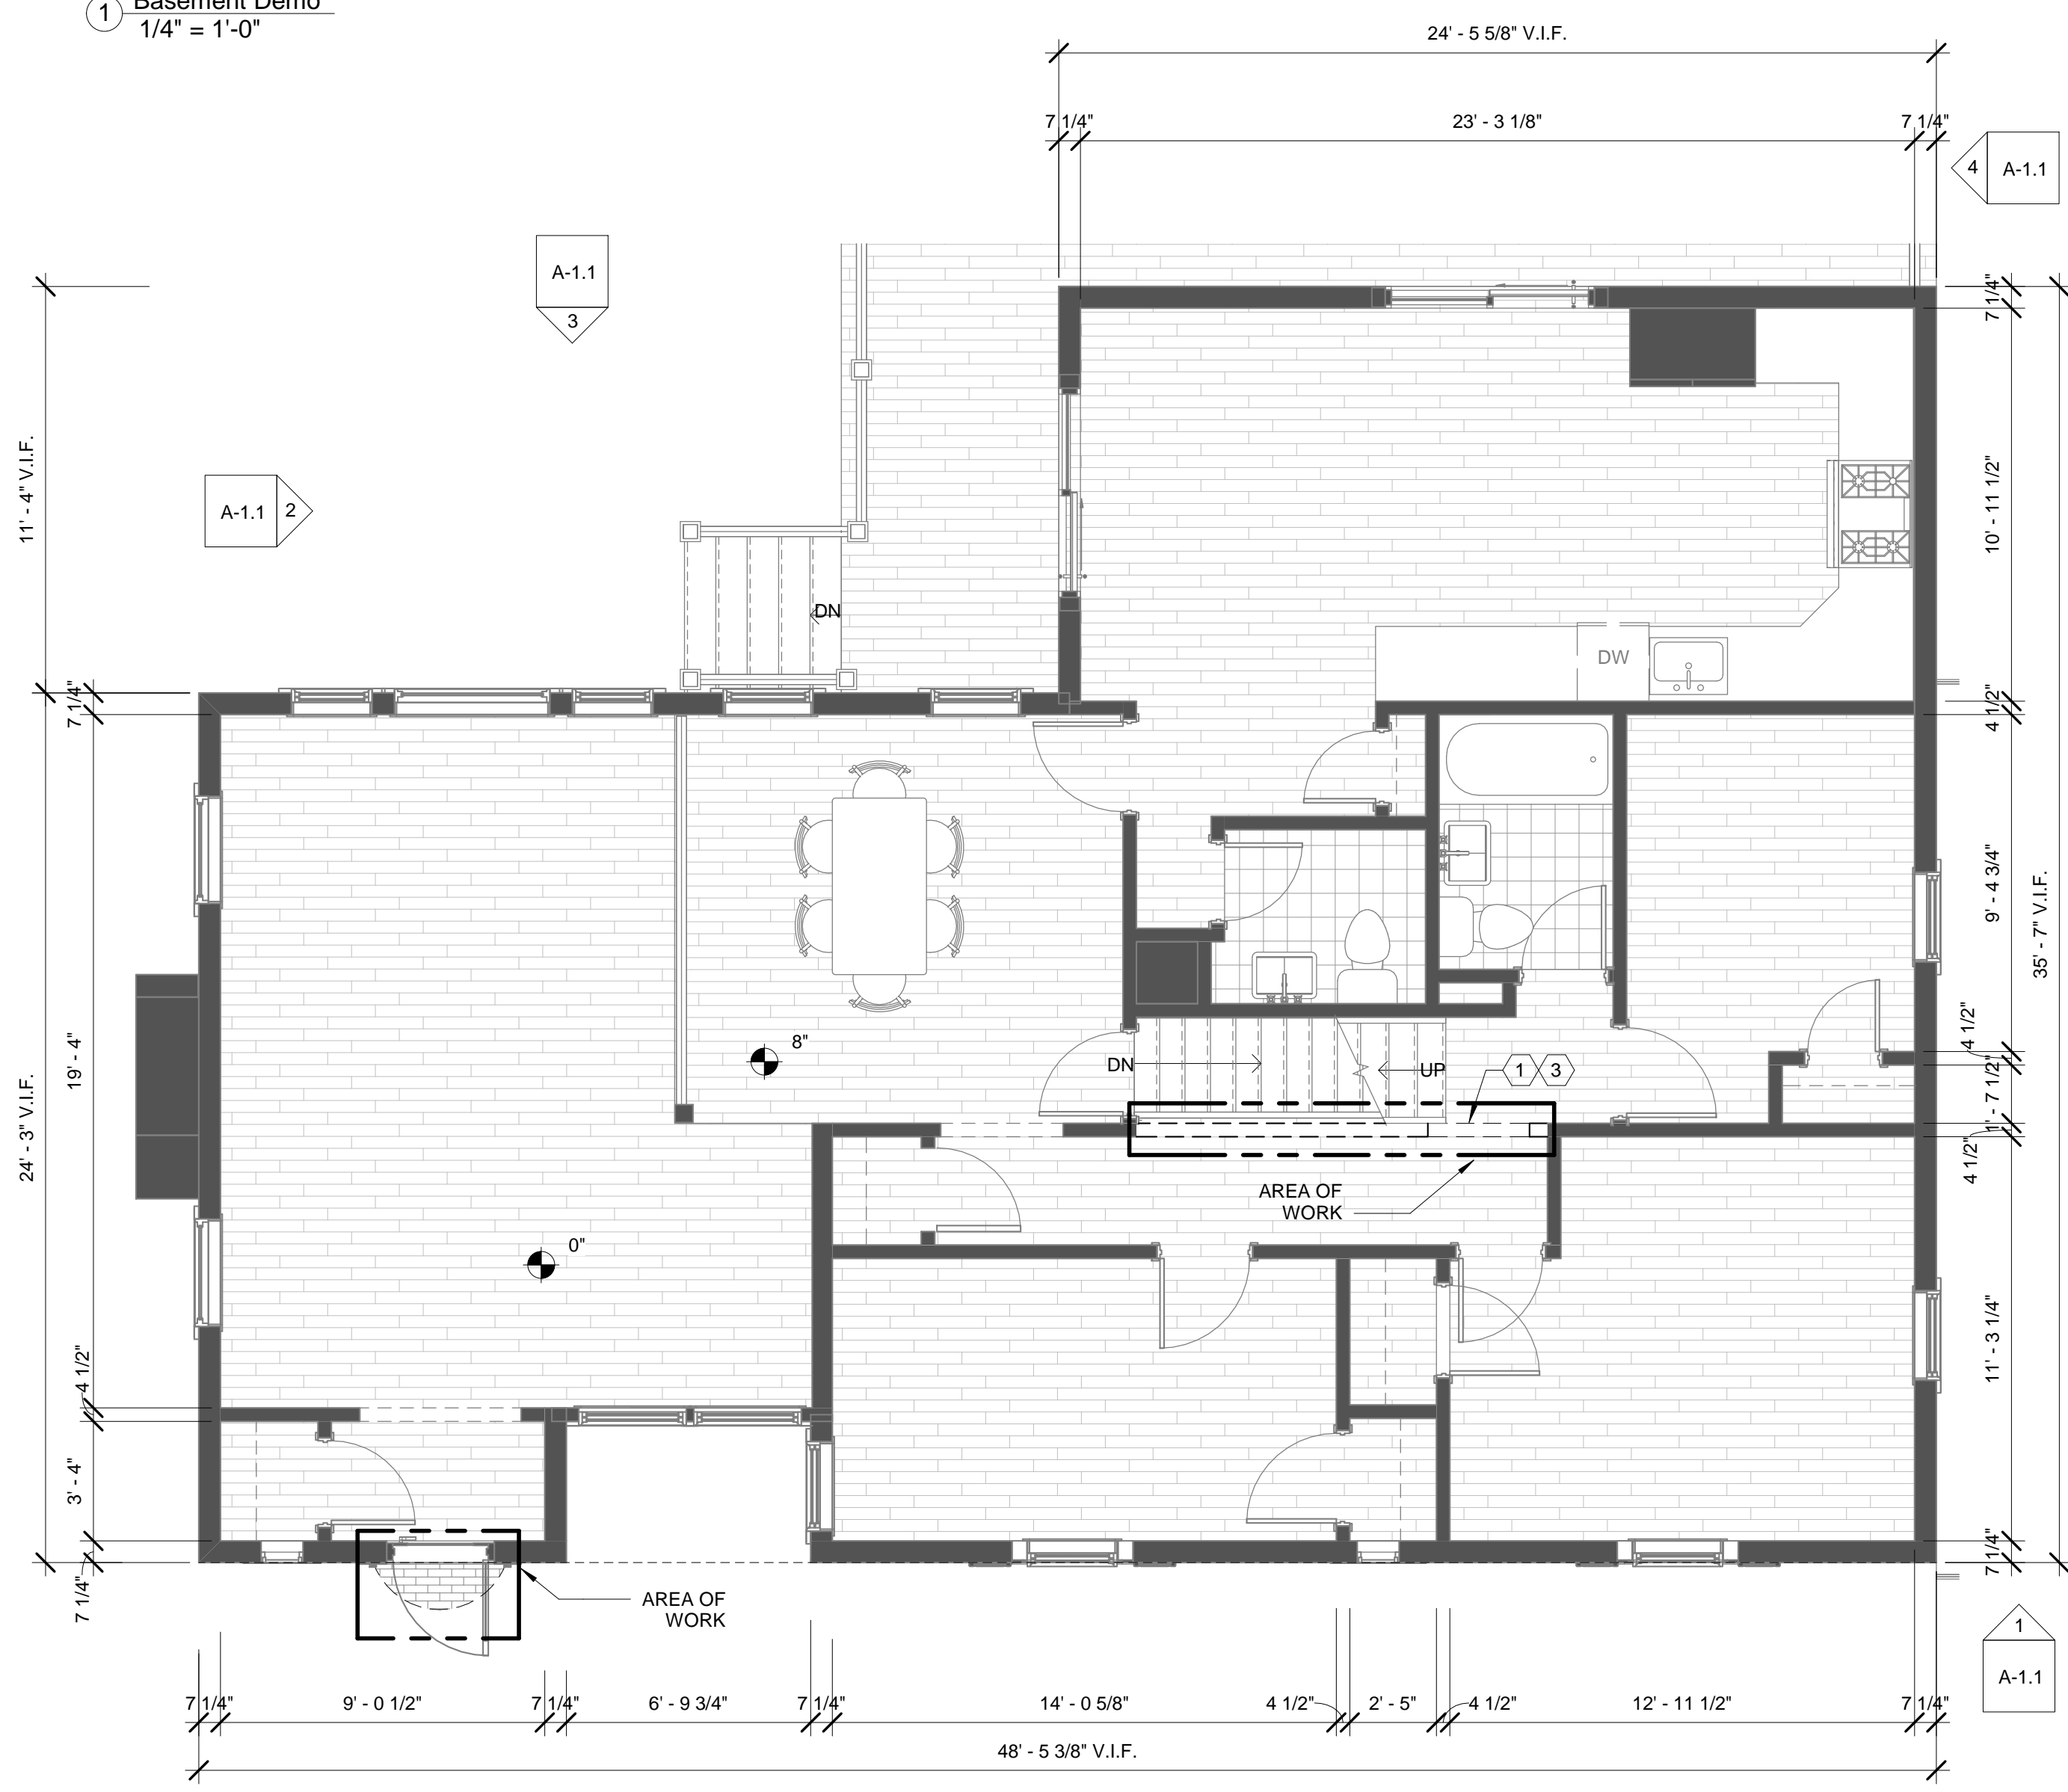 1 Basement Demo
1/4" = 1'-0"
24' - 5 5/8" V.I.F.
7 1/4"
23' - 3 1/8"
7 1/4"
4
A-1.1
A-1.1
3
A-1.1
2
11' - 4" V.I.F.
7 1/4"
10' - 11 1/2"
DN
DW
7 1/4"
4 1/2"
9' - 4 3/4"
35' - 7" V.I.F.
19' - 4"
24' - 3" V.I.F.
8"
DN
UP
1
3
4 1/2"
1' - 7 1/2"
4 1/2"
AREA OF
WORK
0"
11' - 3 1/4"
4 1/2"
3' - 4"
7 1/4"
7 1/4"
AREA OF
WORK
1
A-1.1
7 1/4"
9' - 0 1/2"
7 1/4"
6' - 9 3/4"
7 1/4"
14' - 0 5/8"
4 1/2"
2' - 5"
4 1/2"
12' - 11 1/2"
7 1/4"
48' - 5 3/8" V.I.F.